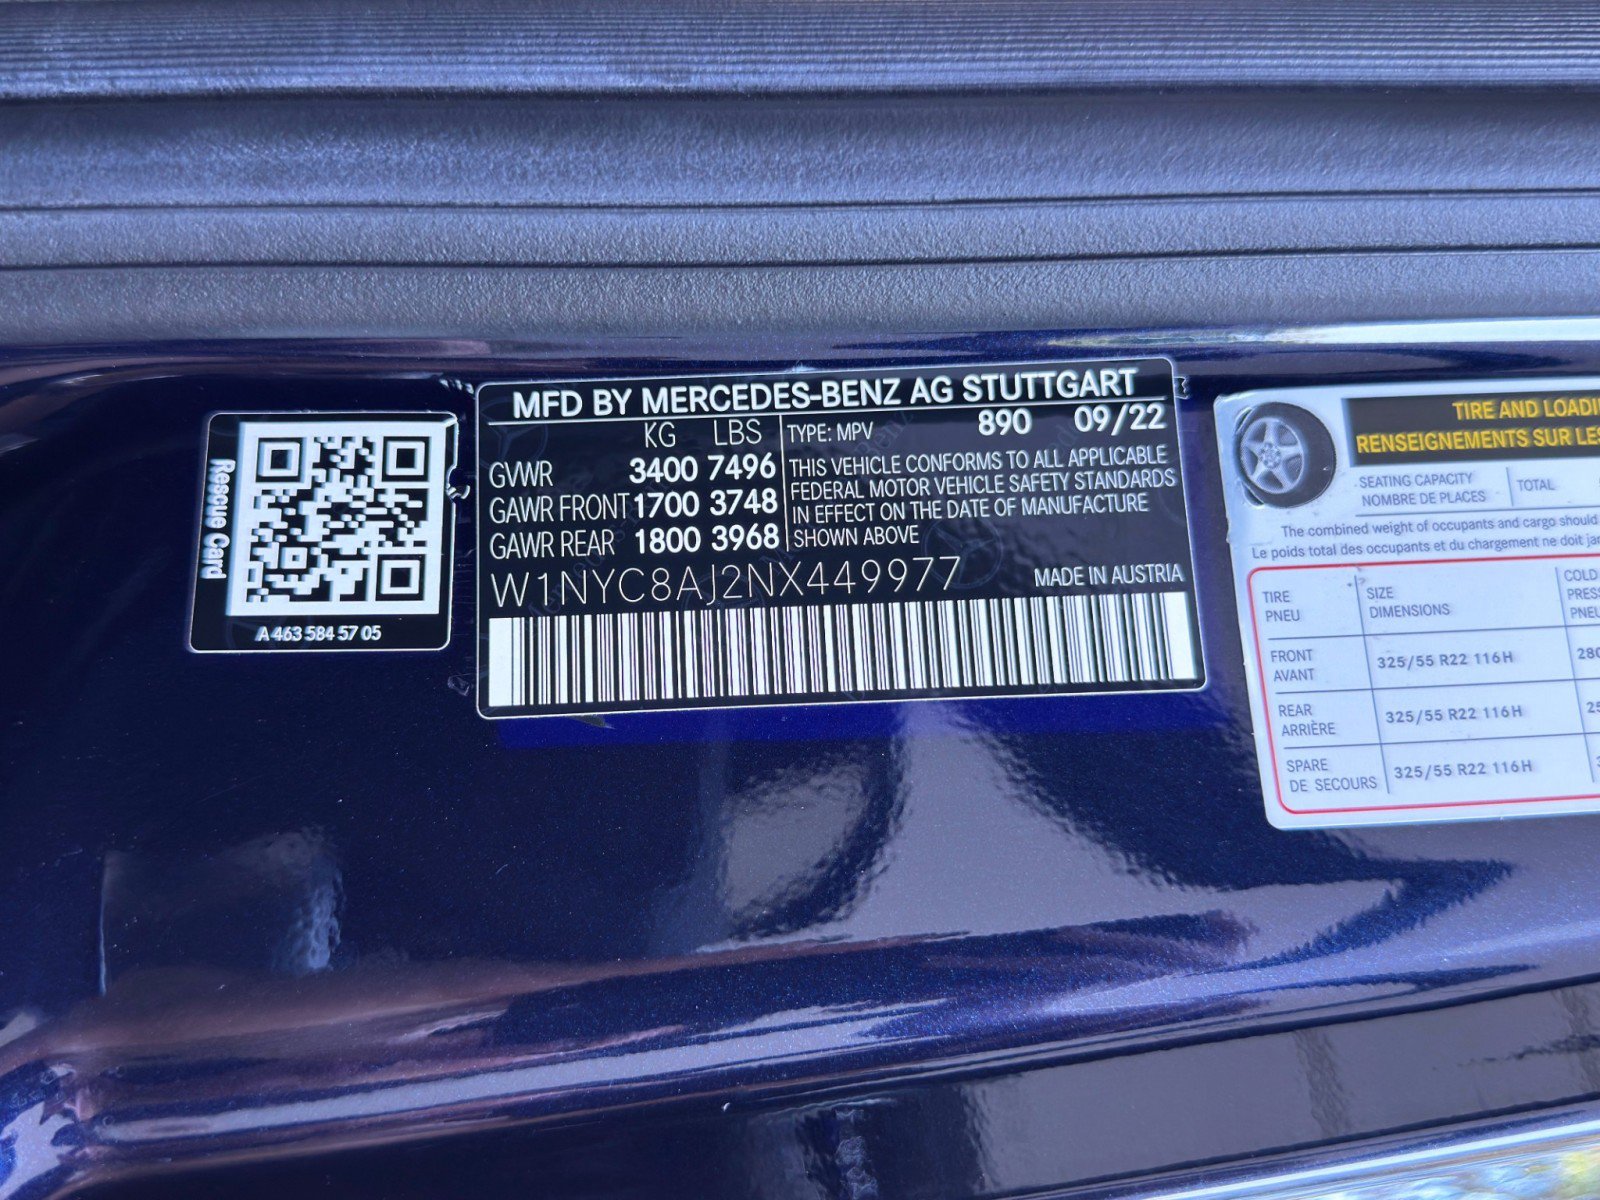 Rescue Card
A 463 584 57 05
MFD BY MERCEDES-BENZ AG STUTTGART
KG LBS
GVWR 3400 7496
GAWR FRONT 1700 3748
GAWR REAR 1800 3968
TYPE: MPV 890 09/22
THIS VEHICLE CONFORMS TO ALL APPLICABLE
FEDERAL MOTOR VEHICLE SAFETY STANDARDS
IN EFFECT ON THE DATE OF MANUFACTURE
SHOWN ABOVE
W1NYC8AJ2NX449977 MADE IN AUSTRIA
TIRE AND LOADI
RENSEIGNEMENTS SUR LES
SEATING CAPACITY
NOMBRE DE PLACES
TOTAL
The combined weight of occupants and cargo should
Le poids total des occupants et du chargement ne doit jam
TIRE SIZE COLD
PNEU DIMENSIONS PRESS
PNEU
FRONT
AVANT 325/55 R22 116H 280
REAR
ARRIÈRE 325/55 R22 116H 25
SPARE
DE SECOURS 325/55 R22 116H